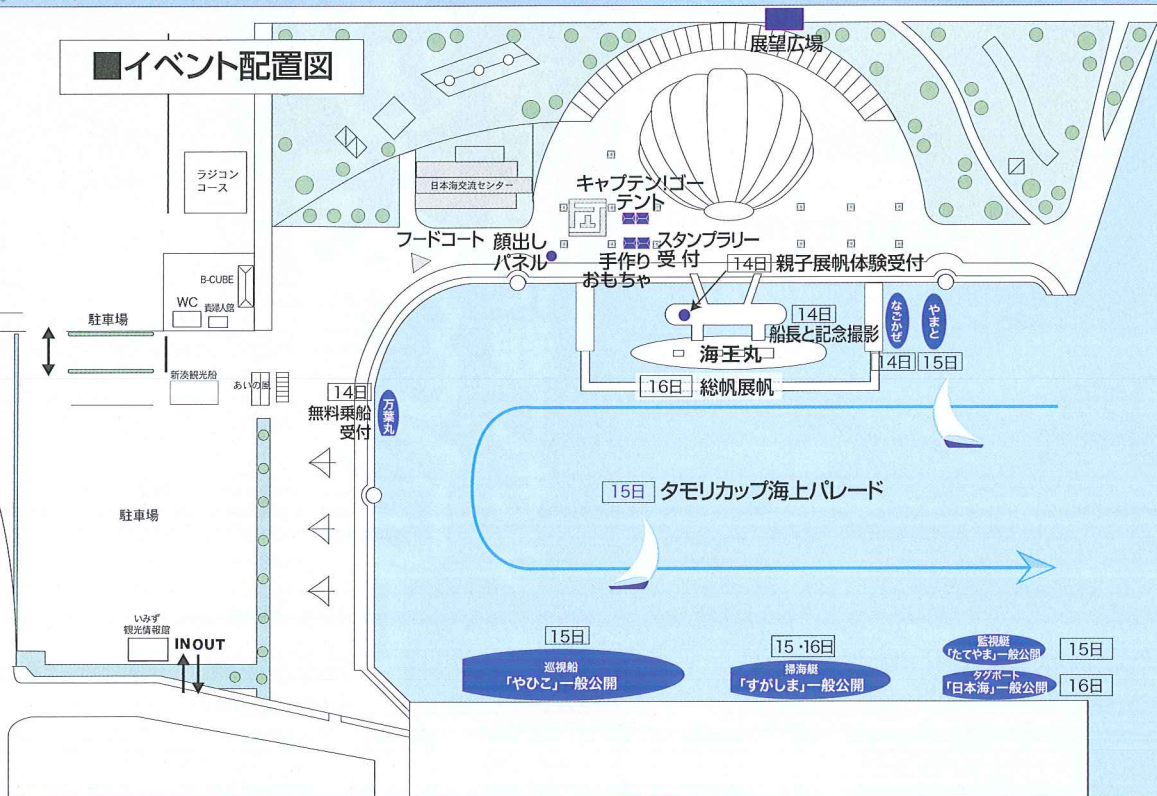 ■イベント配置図
展望広場
ラジコン
コース
日本海交流センター
キャプテン!ゴー
テント
フードコート
顔出し
パネル
手作り
おもちゃ
スタンプラリー
受付
14日 親子展帆体験受付
B-CUBE
WC
貴婦人館
駐車場
新湊観光船
あいの風
14日
無料乗船
受付
万葉丸
14日
船長と記念撮影
海王丸
16日 総帆展帆
なごかぜ
やまと
14日
15日
15日 タモリカップ海上パレード
駐車場
いみず
観光情報館
IN OUT
15日
巡視船
「やひこ」一般公開
15・16日
掃海艇
「すがしま」一般公開
監視艇
「たてやま」一般公開
15日
タグボート
「日本海」一般公開
16日